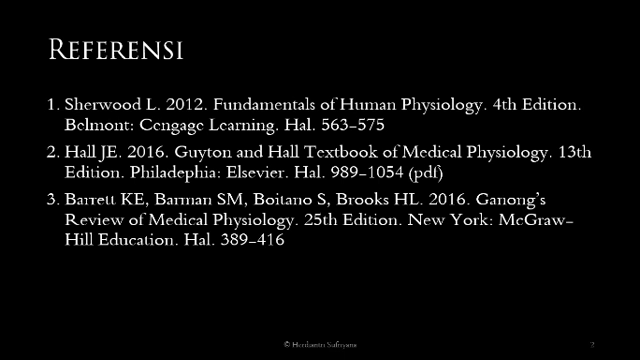 REFERENSI
1. Sherwood L. 2012. Fundamentals of Human Physiology. 4th Edition.
Belmont: Cengage Learning. Hal. 563-575
2. Hall JE. 2016. Guyton and Hall Textbook of Medical Physiology. 13th
Edition. Philadephia: Elsevier. Hal. 989-1054 (pdf)
3. Barrett KE, Barman SM, Boitano S, Brooks HL. 2016. Ganong's
Review of Medical Physiology. 25th Edition. New York: McGraw-
Hill Education. Hal. 389-416
© Herdiantri Sufriyana
2